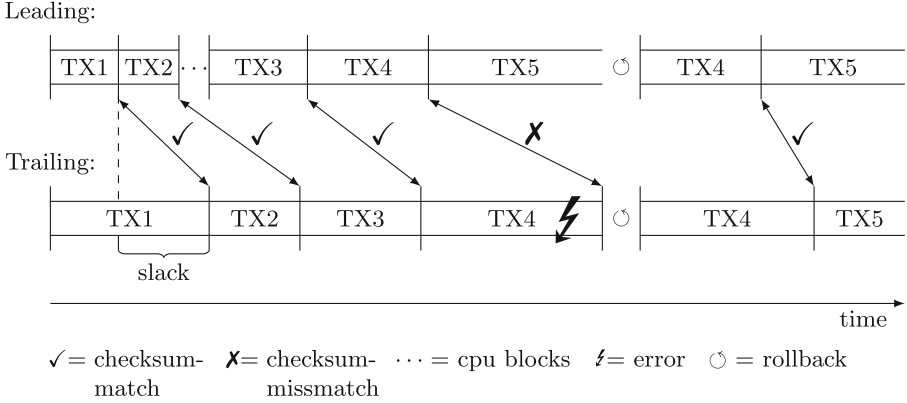 Leading:
TX1 TX2 ··· TX3 TX4 TX5 TX4 TX5
✓ ✓ ✓ ✗ ✓
Trailing:
TX1 TX2 TX3 TX4 TX4 TX5
slack
time
✓= checksum- ✗= checksum- ··· = cpu blocks = error = rollback
match missmatch